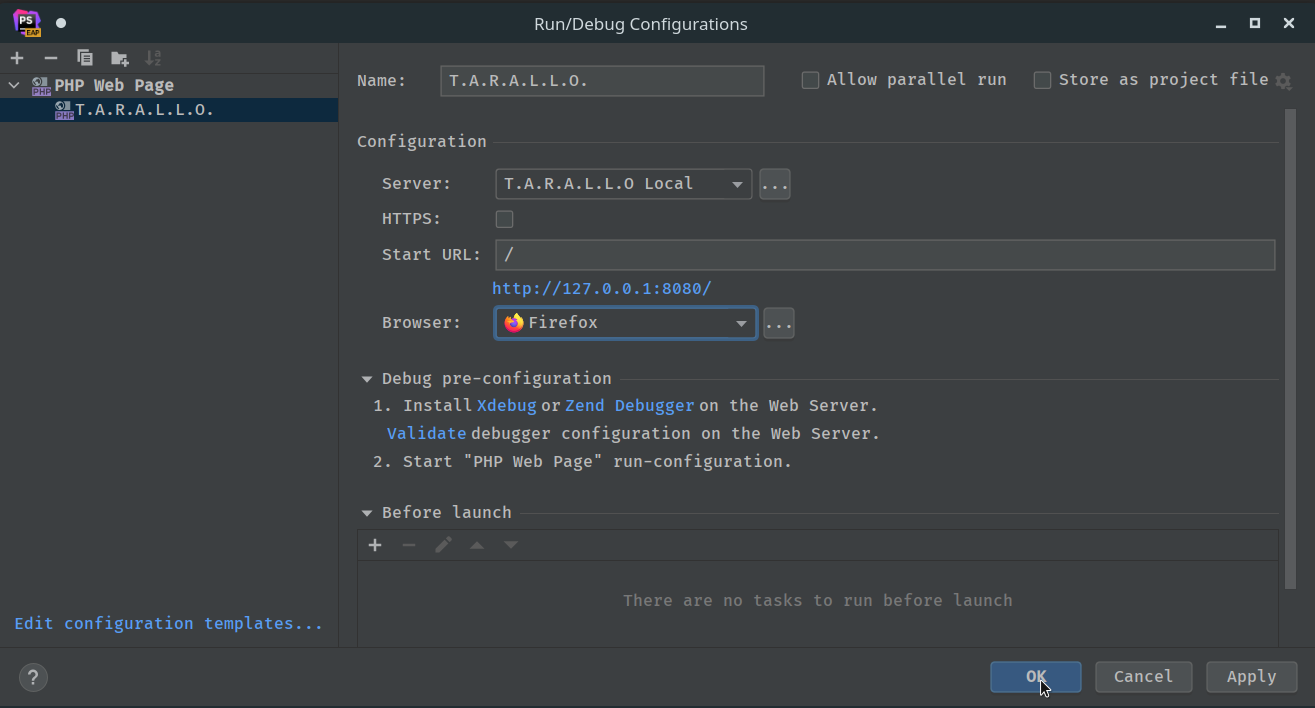 PS
EAP
Run/Debug Configurations
PHP Web Page
T.A.R.A.L.L.O.
Edit configuration templates...
Name: T.A.R.A.L.L.O. Allow parallel run Store as project file
Configuration
Server: T.A.R.A.L.L.O Local ...
HTTPS:
Start URL: /
http://127.0.0.1:8080/
Browser: Firefox ...
Debug pre-configuration
1. Install Xdebug or Zend Debugger on the Web Server.
Validate debugger configuration on the Web Server.
2. Start "PHP Web Page" run-configuration.
Before launch
There are no tasks to run before launch
? OK Cancel Apply